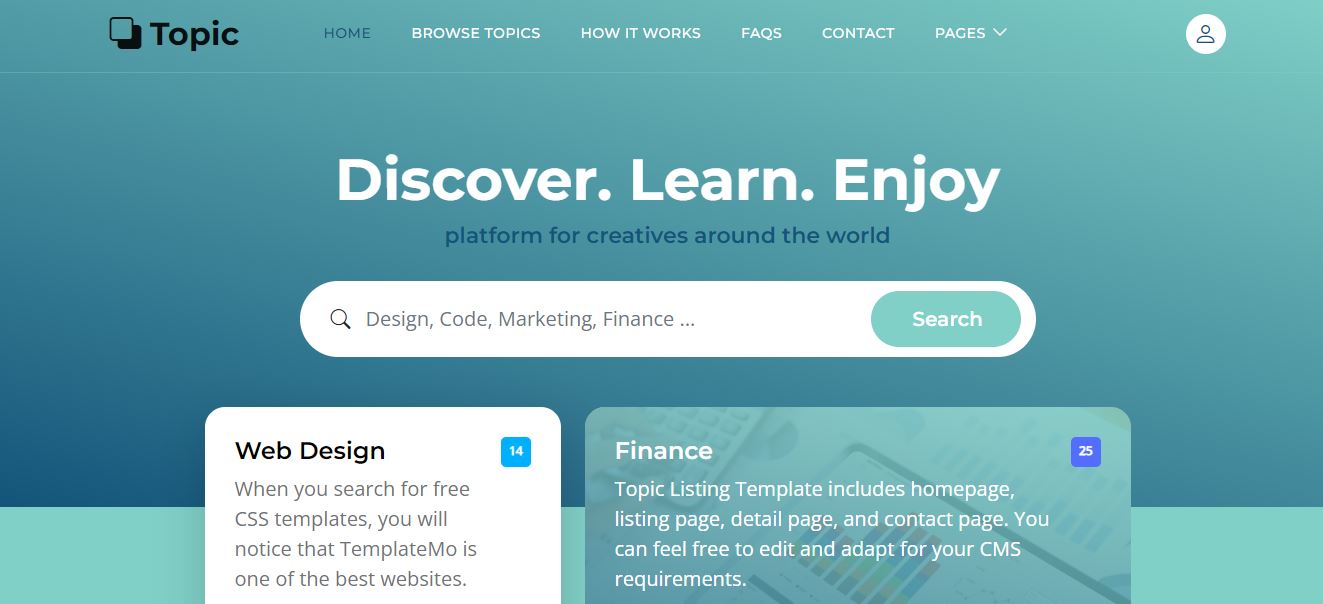 Topic
HOME BROWSE TOPICS HOW IT WORKS FAQS CONTACT PAGES
Discover. Learn. Enjoy
platform for creatives around the world
Design, Code, Marketing, Finance ...
Search
Web Design
14
When you search for free
CSS templates, you will
notice that TemplateMo is
one of the best websites.
Finance
25
Topic Listing Template includes homepage,
listing page, detail page, and contact page. You
can feel free to edit and adapt for your CMS
requirements.